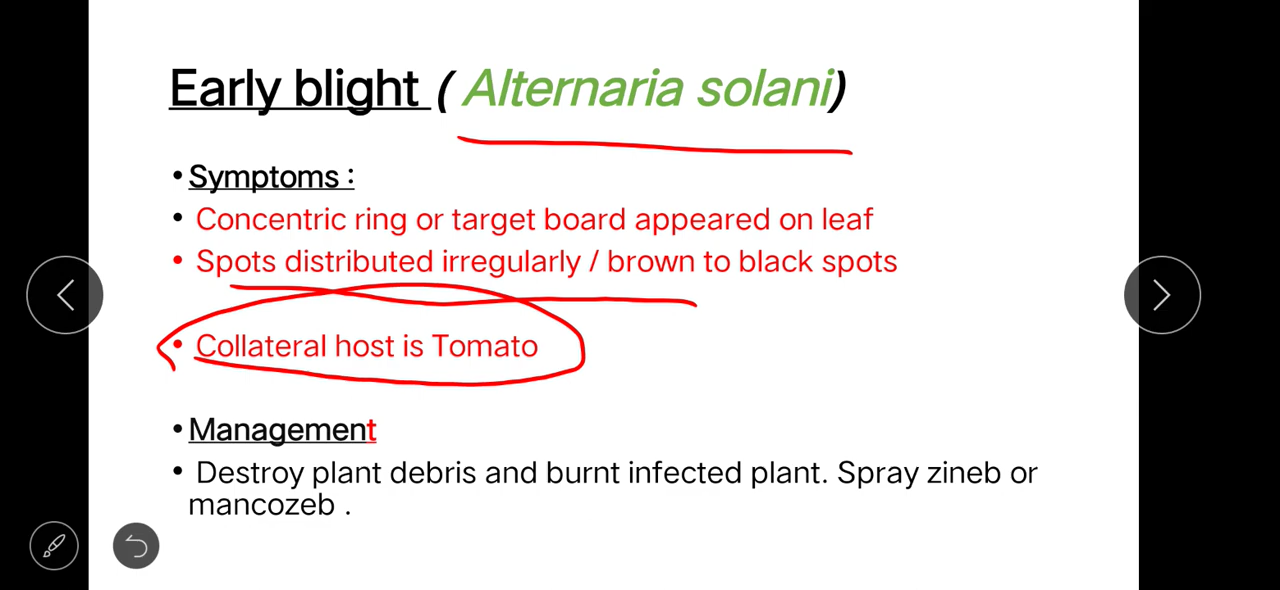 Early blight ( Alternaria solani)
• Symptoms :
• Concentric ring or target board appeared on leaf
• Spots distributed irregularly / brown to black spots
• Collateral host is Tomato
• Management
• Destroy plant debris and burnt infected plant. Spray zineb or
mancozeb .